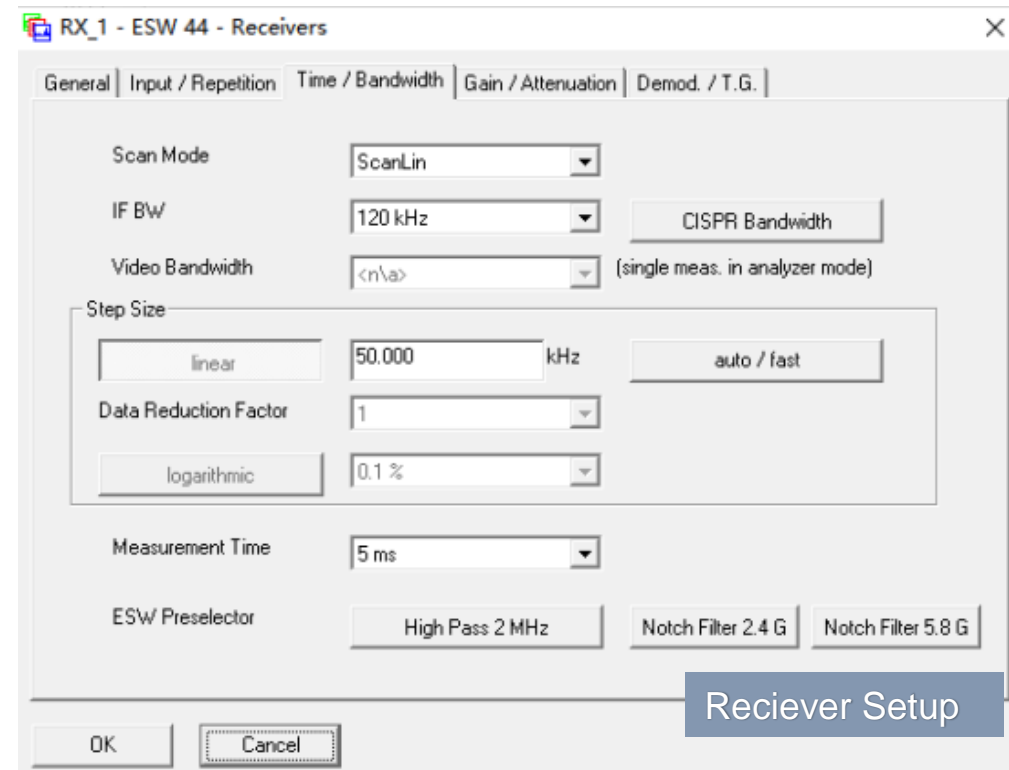 RX_1 - ESW 44 - Receivers
General Input / Repetition Time / Bandwidth Gain / Attenuation Demod. / T.G.
Scan Mode ScanLin
IF BW 120 kHz CISPR Bandwidth
Video Bandwidth <n\a> (single meas. in analyzer mode)
Step Size
linear 50.000 kHz auto / fast
Data Reduction Factor 1
logarithmic 0.1 %
Measurement Time 5 ms
ESW Preselector High Pass 2 MHz Notch Filter 2.4 G Notch Filter 5.8 G
Reciever Setup
OK Cancel